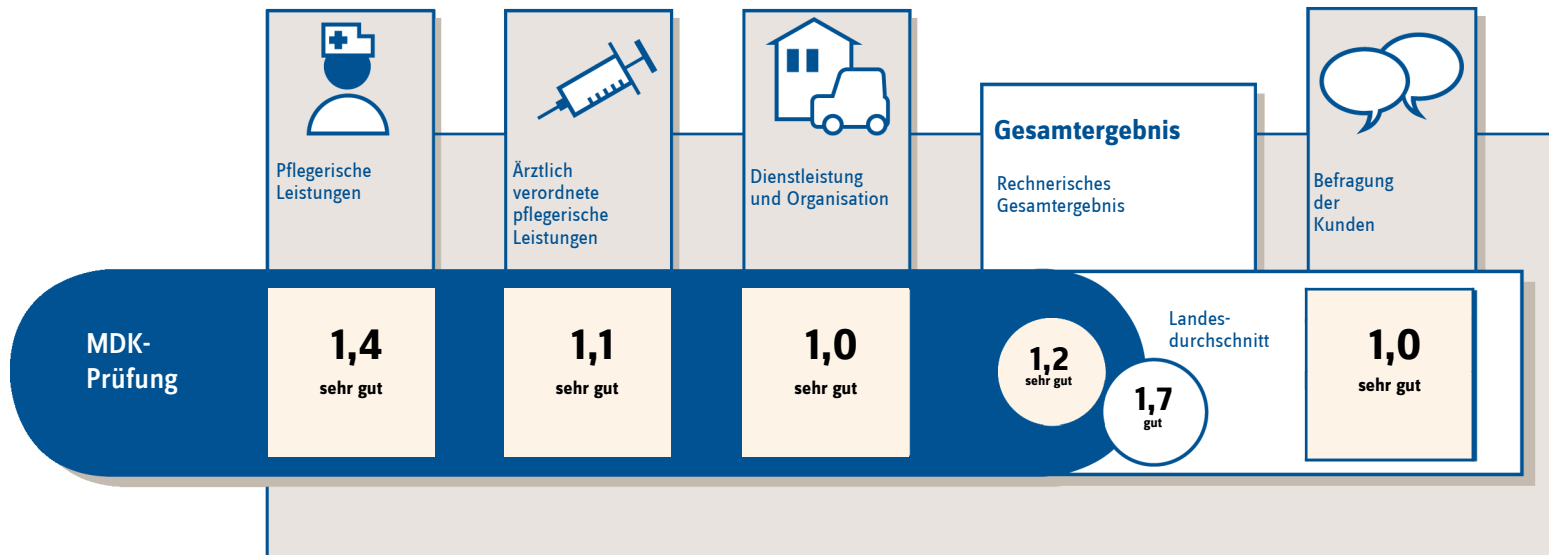 Pflegerische
Leistungen
Ärztlich
verordnete
pflegerische
Leistungen
Dienstleistung
und Organisation
Gesamtergebnis
Rechnerisches
Gesamtergebnis
Befragung
der
Kunden
MDK-
Prüfung
1,4
sehr gut
1,1
sehr gut
1,0
sehr gut
1,2
sehr gut
Landes-
durchschnitt
1,7
gut
1,0
sehr gut